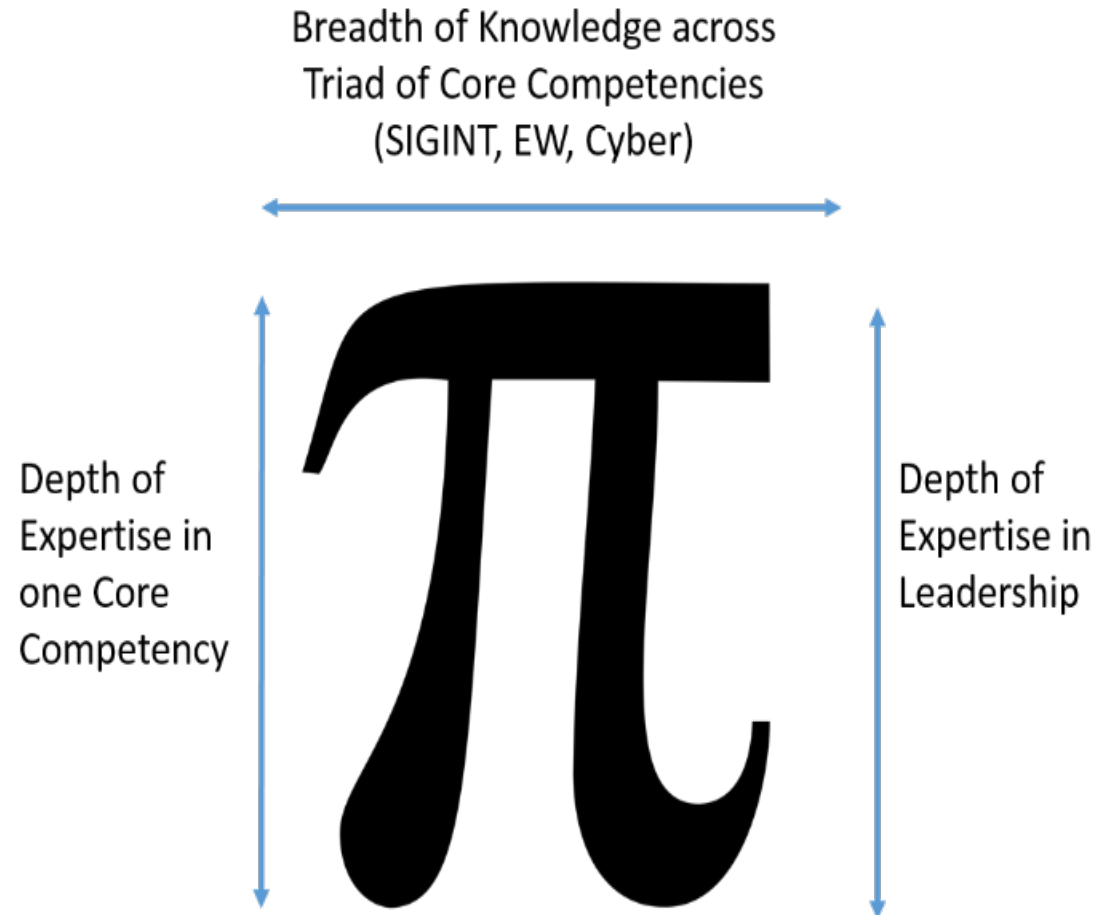 Breadth of Knowledge across
Triad of Core Competencies
(SIGINT, EW, Cyber)
π
Depth of
Expertise in
one Core
Competency
Depth of
Expertise in
Leadership